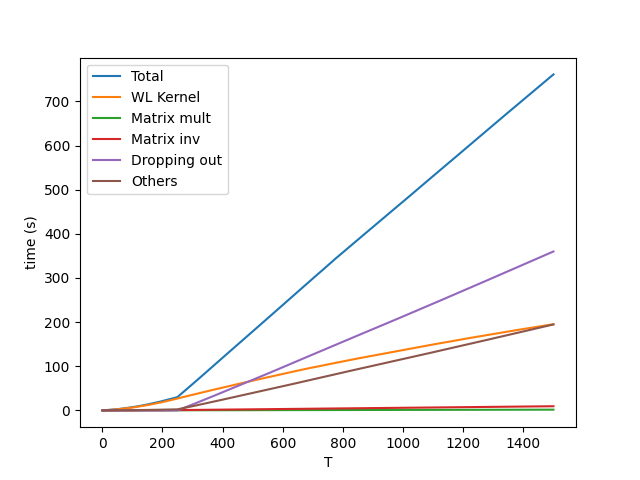 Total
WL Kernel
Matrix mult
Matrix inv
Dropping out
Others
700
600
500
400
300
200
100
0
time (s)
0 200 400 600 800 1000 1200 1400
T